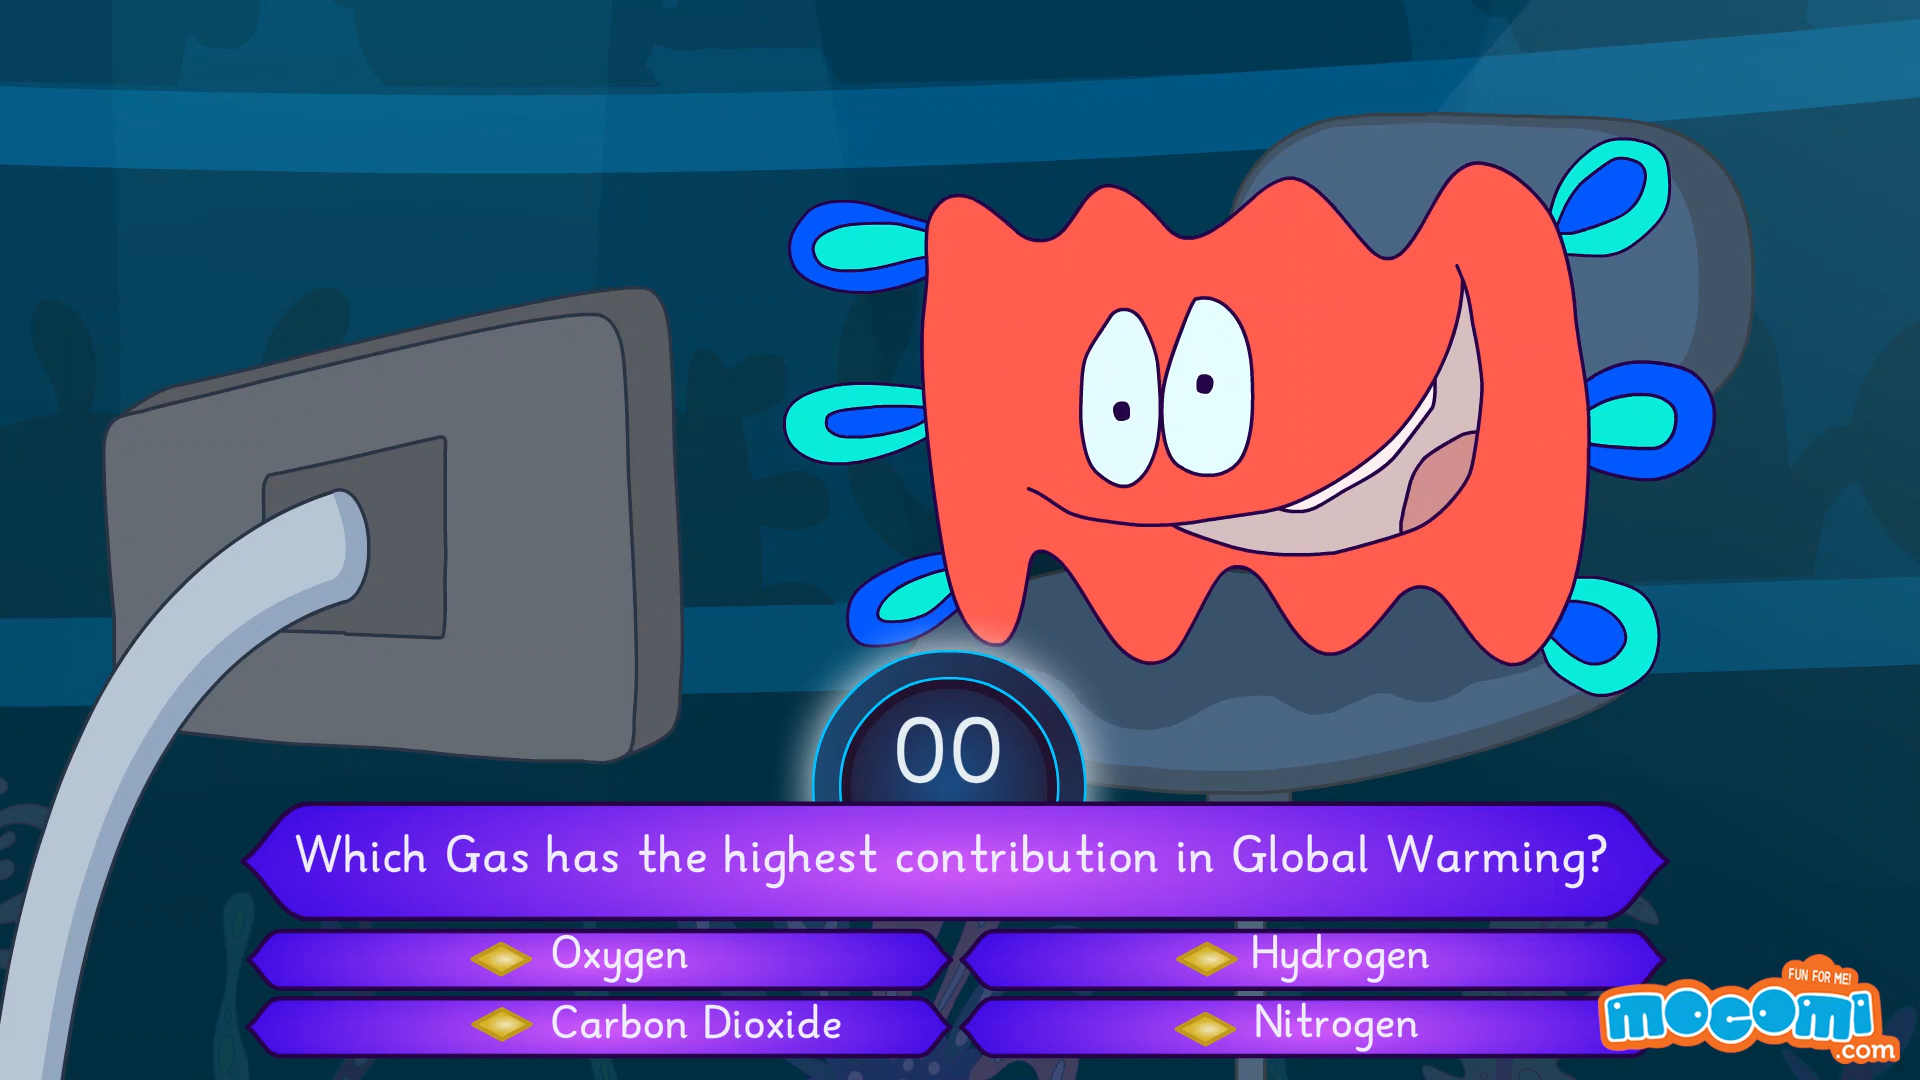 00
Which Gas has the highest contribution in Global Warming?
Oxygen
Hydrogen
Carbon Dioxide
Nitrogen
FUN FOR ME!
mocomi
.com